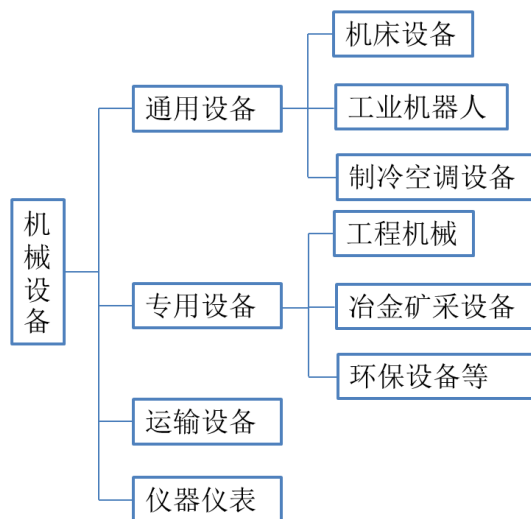 机械设备
通用设备
机床设备
工业机器人
制冷空调设备
专用设备
工程机械
冶金矿采设备
环保设备等
运输设备
仪器仪表